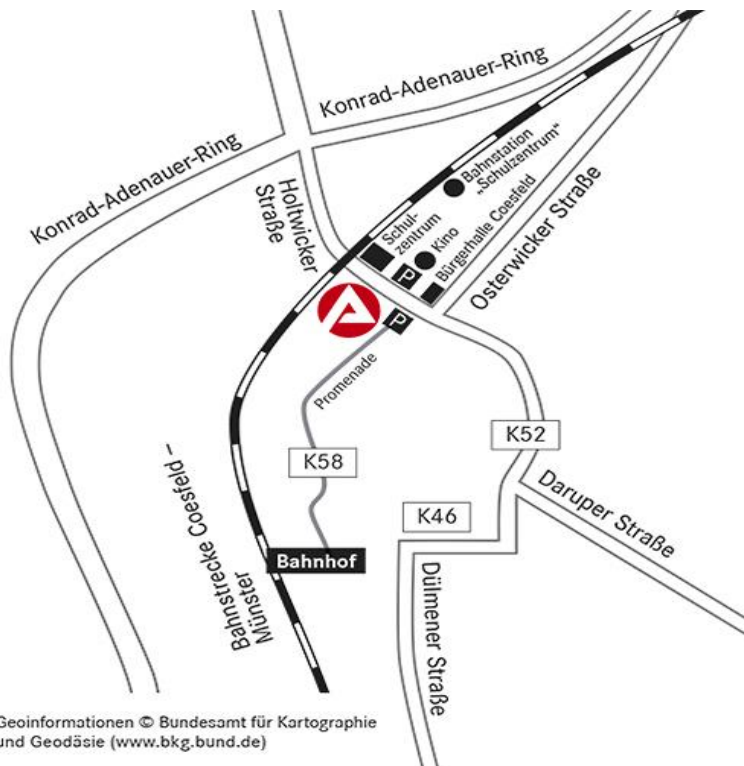 Konrad-Adenauer-Ring
Konrad-Adenauer-Ring
Holtwicker
Straße
Bahnstation
„Schulzentrum“
Schul-
zentrum
Kino
P
Bürgerhalle Coesfeld
Osterwicker Straße
P
Promenade
K58
K52
K46
Daruper Straße
Bahnhof
Bahnstrecke Coesfeld –
Münster
Dülmener Straße
Geoinformationen © Bundesamt für Kartographie
und Geodäsie (www.bkg.bund.de)